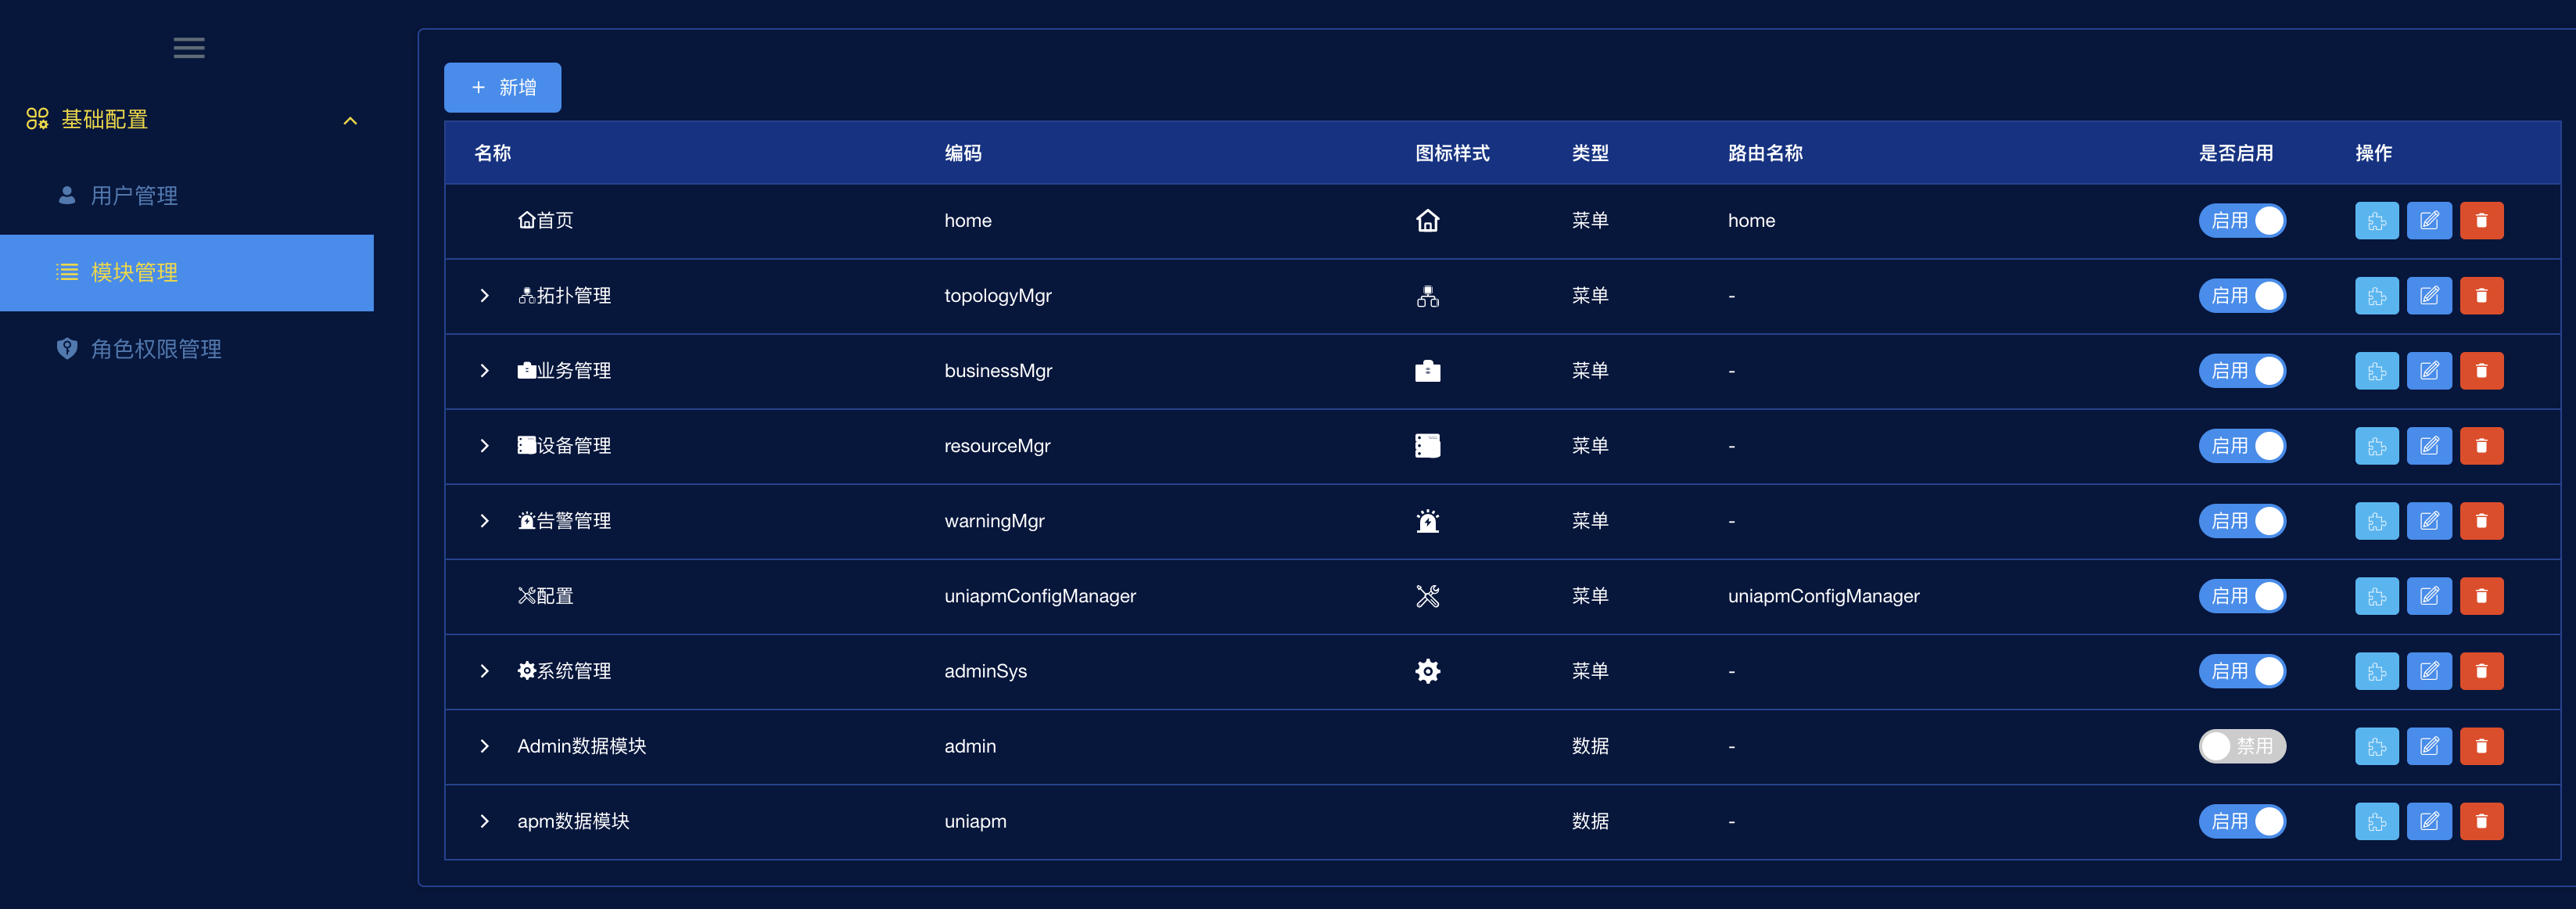 基础配置
用户管理
模块管理
角色权限管理
+ 新增
名称 编码 图标样式 类型 路由名称 是否启用 操作
首页 home 菜单 home 启用
拓扑管理 topologyMgr 菜单 - 启用
业务管理 businessMgr 菜单 - 启用
设备管理 resourceMgr 菜单 - 启用
告警管理 warningMgr 菜单 - 启用
配置 uniapmConfigManager 菜单 uniapmConfigManager 启用
系统管理 adminSys 菜单 - 启用
Admin数据模块 admin 数据 - 禁用
apm数据模块 uniapm 数据 - 启用